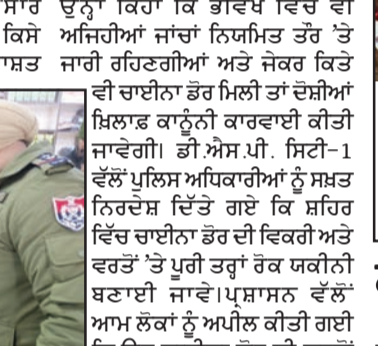 ਸਾਰ
ਕਿਸੇ
ਾਸ਼ਤ
ਉਨ੍ਹਾਂ ਕਿਹਾ ਕਿ ਭਵਿੱਖ ਵਿੱਚ ਵੀ
ਅਜਿਹੀਆਂ ਜਾਂਚਾਂ ਨਿਯਮਿਤ ਤੌਰ 'ਤੇ
ਜਾਰੀ ਰਹਿਣਗੀਆਂ ਅਤੇ ਜੇਕਰ ਕਿਤੇ
ਵੀ ਚਾਈਨਾ ਡੋਰ ਮਿਲੀ ਤਾਂ ਦੋਸ਼ੀਆਂ
ਖ਼ਿਲਾਫ਼ ਕਾਨੂੰਨੀ ਕਾਰਵਾਈ ਕੀਤੀ
ਜਾਵੇਗੀ। ਡੀ.ਐਸ.ਪੀ. ਸਿਟੀ-1
ਵੱਲੋਂ ਪੁਲਿਸ ਅਧਿਕਾਰੀਆਂ ਨੂੰ ਸਖ਼ਤ
ਨਿਰਦੇਸ਼ ਦਿੱਤੇ ਗਏ ਕਿ ਸ਼ਹਿਰ
ਵਿੱਚ ਚਾਈਨਾ ਡੋਰ ਦੀ ਵਿਕਰੀ ਅਤੇ
ਵਰਤੋਂ 'ਤੇ ਪੂਰੀ ਤਰ੍ਹਾਂ ਰੋਕ ਯਕੀਨੀ
ਬਣਾਈ ਜਾਵੇ।ਪ੍ਰਸ਼ਾਸਨ ਵੱਲੋਂ
ਆਮ ਲੋਕਾਂ ਨੂੰ ਅਪੀਲ ਕੀਤੀ ਗਈ